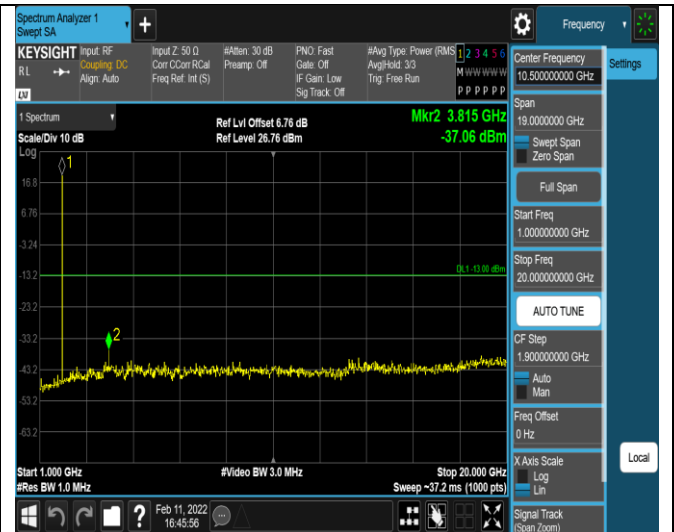 Spectrum Analyzer 1
Swept SA
+
Frequency
KEYSIGHT
RL
LXI
Input: RF
Coupling: DC
Align: Auto
Input Z: 50 Ω
Corr CCorr RCal
Freq Ref: Int (S)
#Atten: 30 dB
Preamp: Off
PNO: Fast
Gate: Off
IF Gain: Low
Sig Track: Off
#Avg Type: Power (RMS
Avg|Hold: 3/3
Trig: Free Run
1 2 3 4 5 6
M W W W W W
P P P P P P
1 Spectrum
Scale/Div 10 dB
Log
Ref Lvl Offset 6.76 dB
Ref Level 26.76 dBm
Mkr2 3.815 GHz
-37.06 dBm
1
16.8
6.76
-3.24
-13.2
DL1 -13.00 dBm
-23.2
-33.2
2
-43.2
-53.2
-63.2
Start 1.000 GHz
#Res BW 1.0 MHz
#Video BW 3.0 MHz
Stop 20.000 GHz
Sweep ~37.2 ms (1000 pts)
Feb 11, 2022
16:45:56
?
Center Frequency
10.500000000 GHz
Settings
Span
19.0000000 GHz
Swept Span
Zero Span
Full Span
Start Freq
1.000000000 GHz
Stop Freq
20.000000000 GHz
AUTO TUNE
CF Step
1.900000000 GHz
Auto
Man
Freq Offset
0 Hz
X Axis Scale
Log
Lin
Local
Signal Track
(Span Zoom)